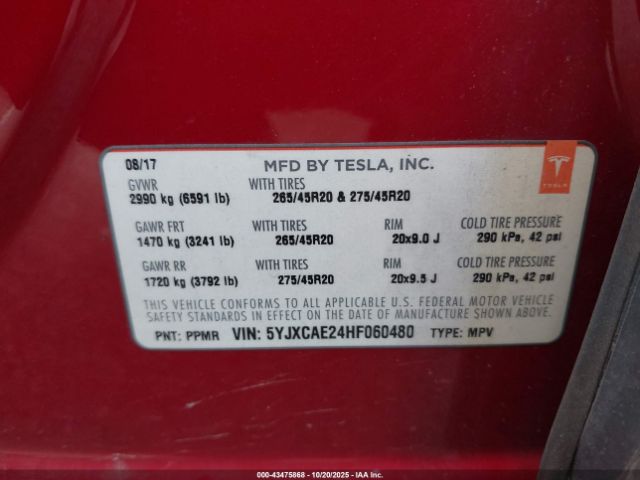 08/17 MFD BY TESLA, INC.
GVWR WITH TIRES
2990 kg (6591 lb) 265/45R20 & 275/45R20
GAWR FRT WITH TIRES RIM COLD TIRE PRESSURE
1470 kg (3241 lb) 265/45R20 20x9.0 J 290 kPa, 42 psi
GAWR RR WITH TIRES RIM COLD TIRE PRESSURE
1720 kg (3792 lb) 275/45R20 20x9.5 J 290 kPa, 42 psi
THIS VEHICLE CONFORMS TO ALL APPLICABLE U.S. FEDERAL MOTOR VEHICLE
SAFETY STANDARDS IN EFFECT ON THE DATE OF MANUFACTURE SHOWN ABOVE.
PNT: PPMR VIN: 5YJXCAE24HF060480 TYPE: MPV
TESLA
000-43475868 - 10/20/2025 - IAA, Inc.